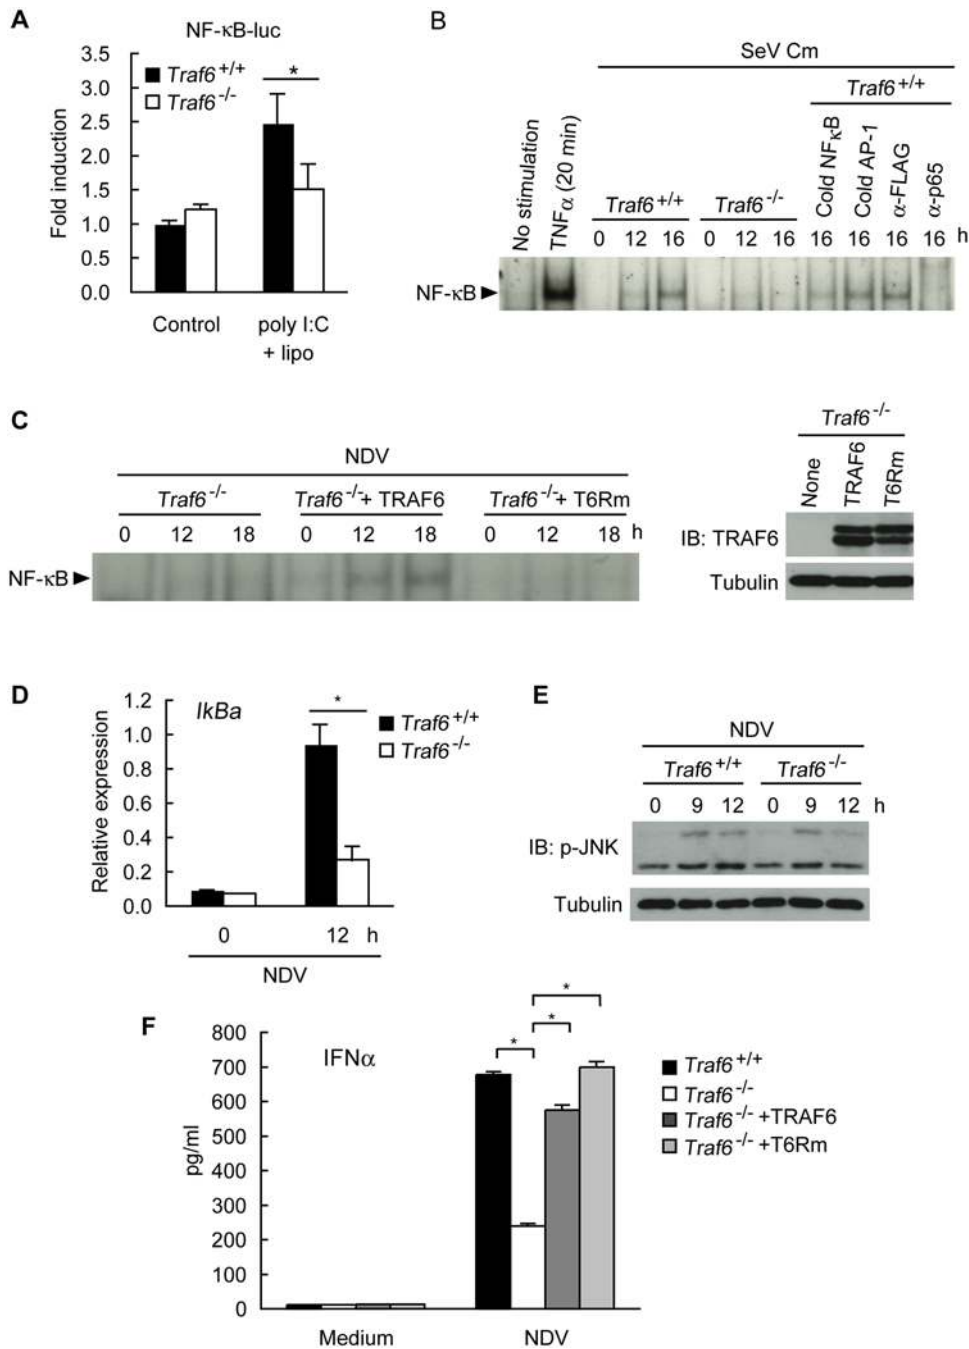 A
NF-κB-luc
3.5
3.0
2.5
2.0
1.5
1.0
0.5
0.0
Fold induction
Traf6 +/+
Traf6 -/-
*
Control
poly I:C
+ lipo
B
SeV Cm
Traf6 +/+
No stimulation
TNFα (20 min)
Traf6 +/+
Traf6 -/-
Cold NFκB
Cold AP-1
α-FLAG
α-p65
0 12 16 0 12 16 16 16 16 16 h
NF-κB
C
NDV
Traf6 -/-
Traf6 -/- + TRAF6
Traf6 -/- + T6Rm
0 12 18 0 12 18 h 0 12 18
NF-κB
Traf6 -/-
None
TRAF6
T6Rm
IB: TRAF6
Tubulin
D
IkBa
1.2
1.0
0.8
0.6
0.4
0.2
0.0
Relative expression
*
Traf6 +/+
Traf6 -/-
0 12 h
NDV
E
NDV
Traf6 +/+
Traf6 -/-
0 9 12 0 9 12 h
IB: p-JNK
Tubulin
F
IFNα
800
700
600
500
400
300
200
100
0
pg/ml
*
*
*
Traf6 +/+
Traf6 -/-
Traf6 -/- +TRAF6
Traf6 -/- +T6Rm
Medium
NDV